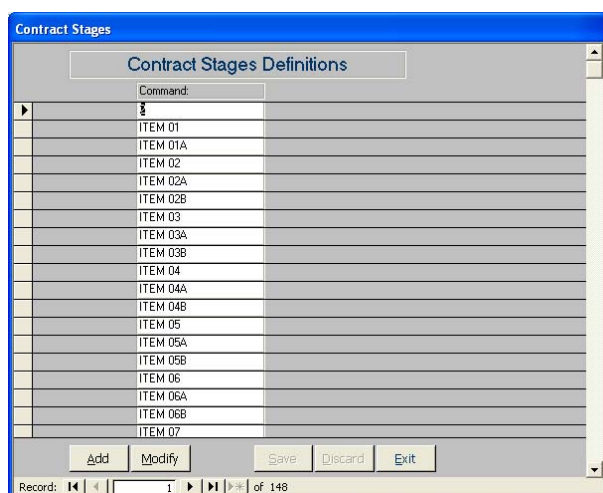 Contract Stages
Contract Stages Definitions
Command:
ITEM 01
ITEM 01A
ITEM 02
ITEM 02A
ITEM 02B
ITEM 03
ITEM 03A
ITEM 03B
ITEM 04
ITEM 04A
ITEM 04B
ITEM 05
ITEM 05A
ITEM 05B
ITEM 06
ITEM 06A
ITEM 06B
ITEM 07
Add Modify Save Discard Exit
Record: 1 of 148